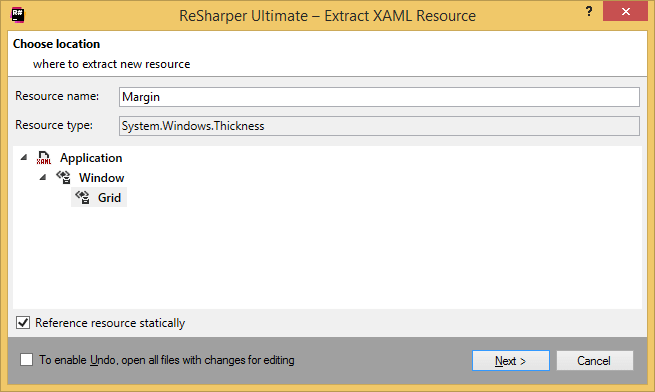 R#
ReSharper Ultimate – Extract XAML Resource
?
Choose location
where to extract new resource
Resource name: Margin
Resource type: System.Windows.Thickness
XAML Application
Window
Grid
Reference resource statically
To enable Undo, open all files with changes for editing
Next >
Cancel